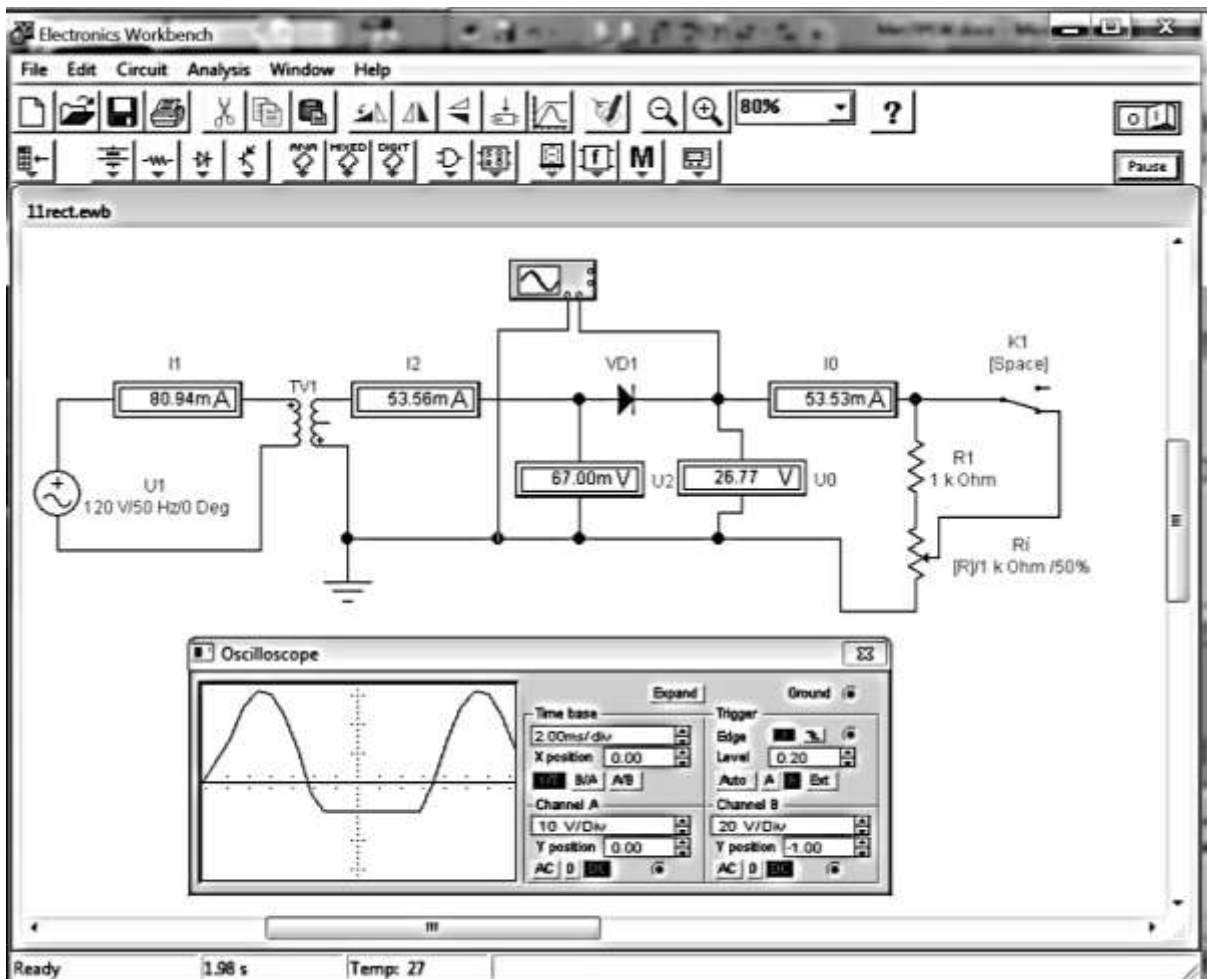 Electronics Workbench
File Edit Circuit Analysis Window Help
80%
?
ANA MIXED DIGIT
f M
Pause
11rect.ewb
I1
80.94m A
TV1
I2
53.56m A
VD1
I0
53.53m A
K1
[Space]
U1
120 V/50 Hz/0 Deg
67.00m V
U2
26.77 V
U0
R1
1 k Ohm
Rí
[R]/1 k Ohm /50%
Oscilloscope
Expand
Ground
Time base
2.00ms/div
X position 0.00
Y/T B/A A/B
Trigger
Edge
Level 0.20
Auto A B Ext
Channel A
10 V/Div
Y position 0.00
AC 0 DC
Channel B
20 V/Div
Y position -1.00
AC 0 DC
Ready
1.98 s
Temp: 27